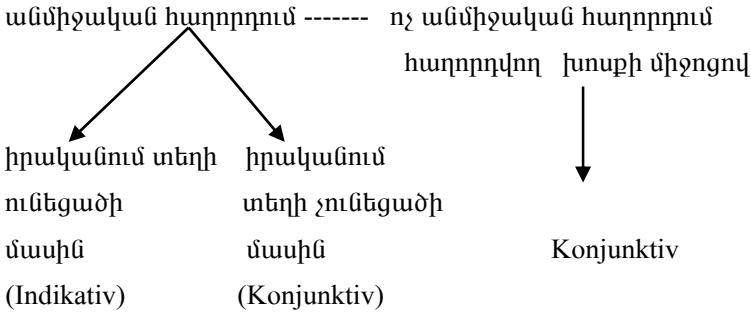 անմիջական հաղորդում ------- ոչ անմիջական հաղորդում
հաղորդվող խոսքի միջոցով
իրականում տեղի իրականում
ունեցածի տեղի չունեցածի
մասին մասին Konjunktiv
(Indikativ) (Konjunktiv)